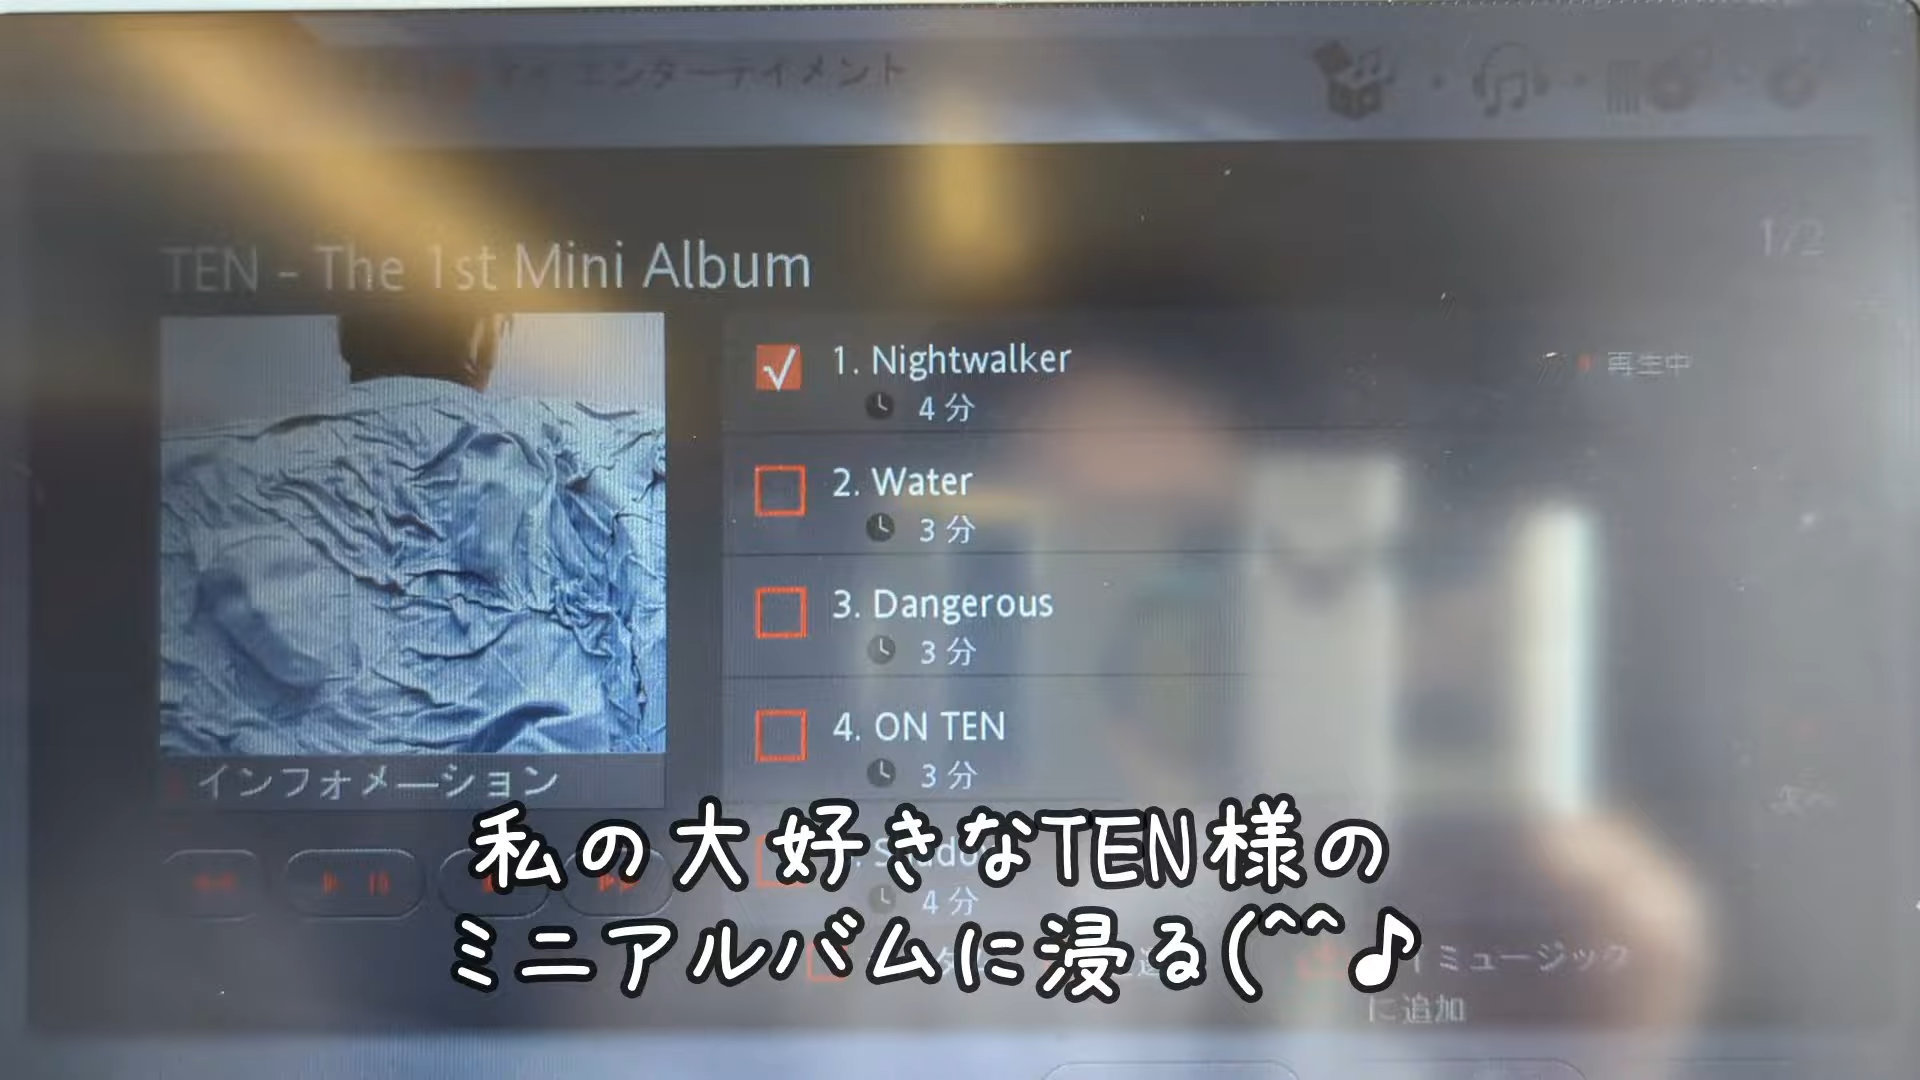 マイ エンターテイメント
1/2
TEN - The 1st Mini Album
1. Nightwalker
再生中
4 分
2. Water
3 分
3. Dangerous
3 分
4. ON TEN
3 分
インフォメーション
4 分
私の大好きなTEN様の
ミニアルバムに浸る(^^♪
ミュージック
に追加